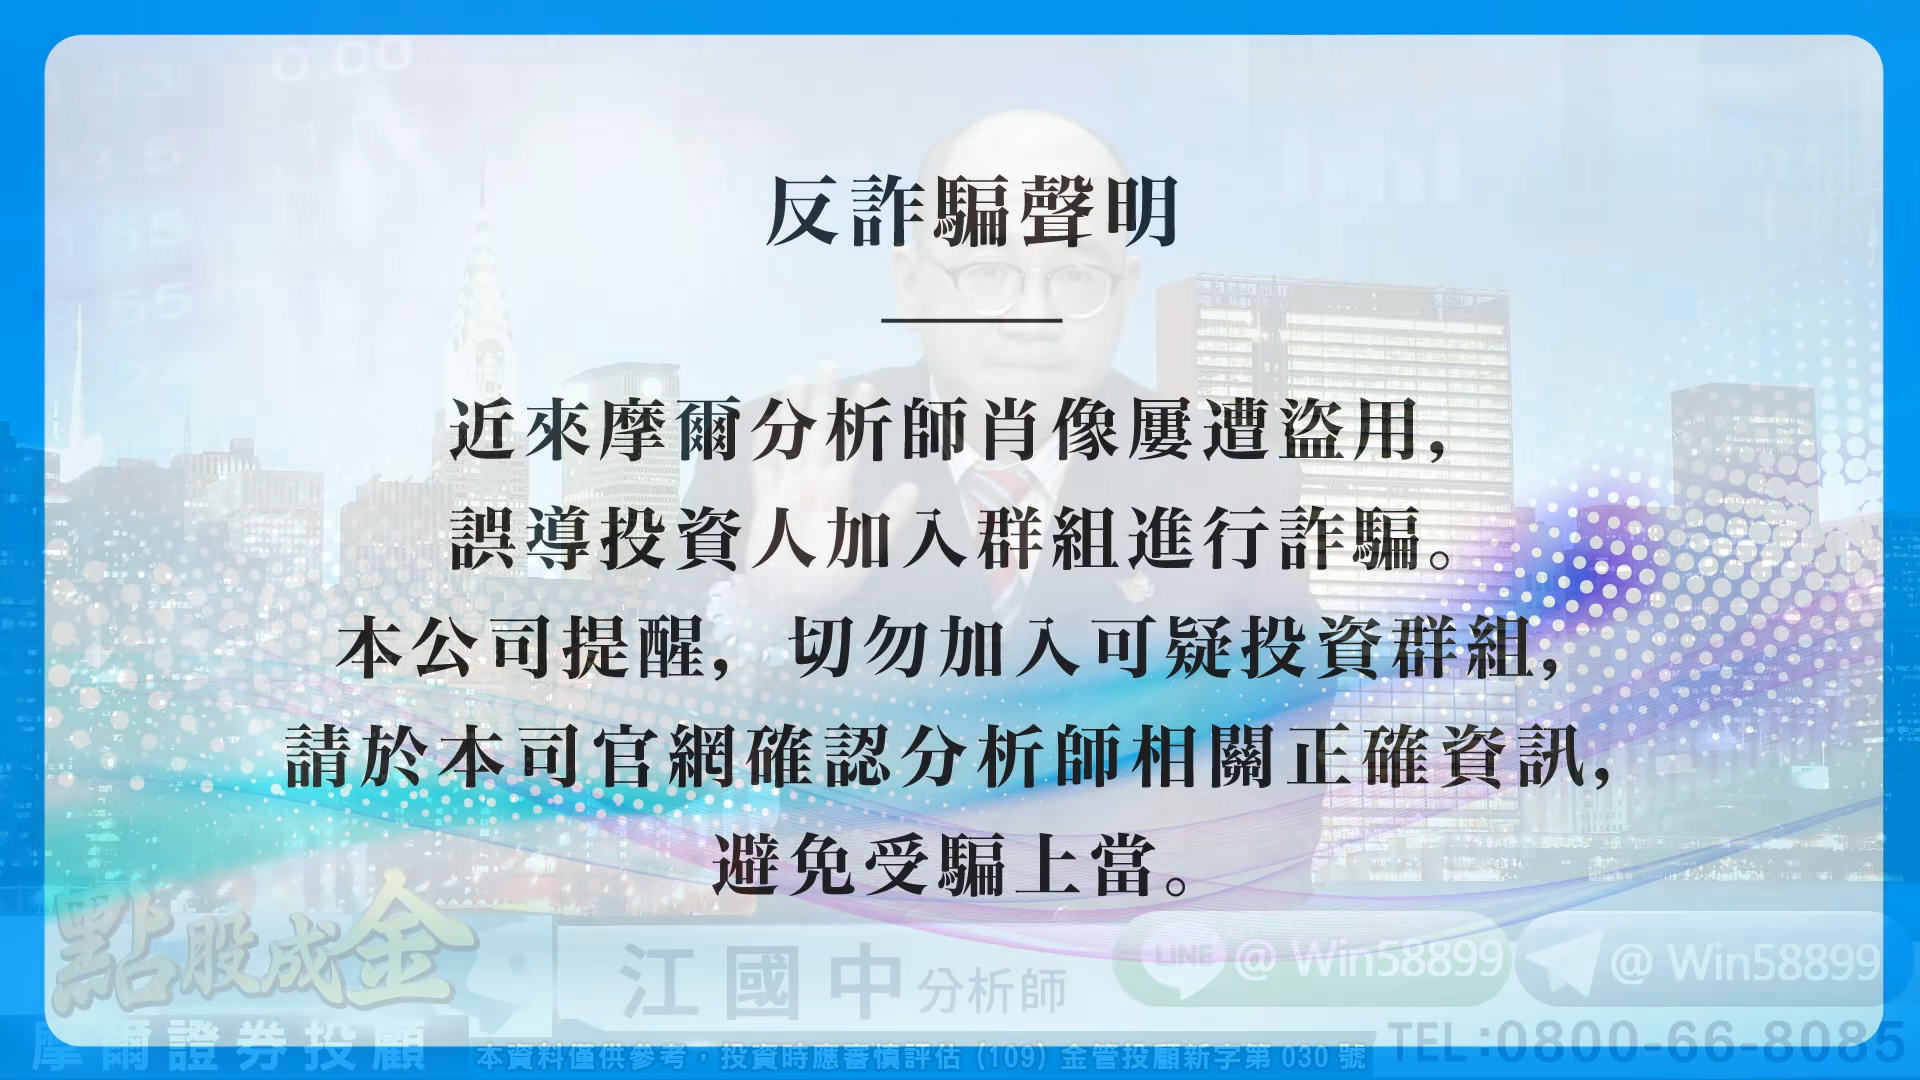 0.00
反詐騙聲明
近來摩爾分析師肖像屢遭盜用，
誤導投資人加入群組進行詐騙。
本公司提醒，切勿加入可疑投資群組，
請於本司官網確認分析師相關正確資訊，
避免受騙上當。
點股成金
江國中分析師
LINE @ Win58899
@ Win58899
摩爾證券投顧
本資料僅供參考，投資時應審慎評估 (109) 金管投顧新字第 030 號
TEL:0800-66-8085